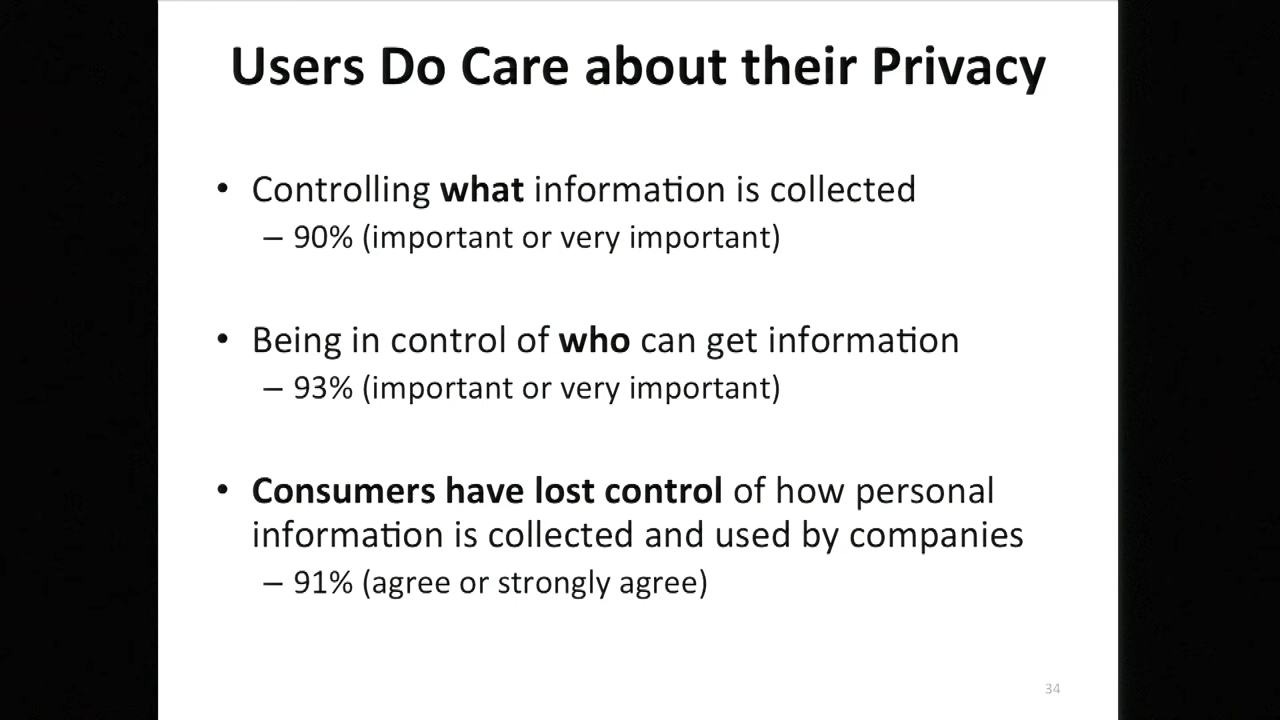 Users Do Care about their Privacy
• Controlling what information is collected
– 90% (important or very important)
• Being in control of who can get information
– 93% (important or very important)
• Consumers have lost control of how personal
information is collected and used by companies
– 91% (agree or strongly agree)
34